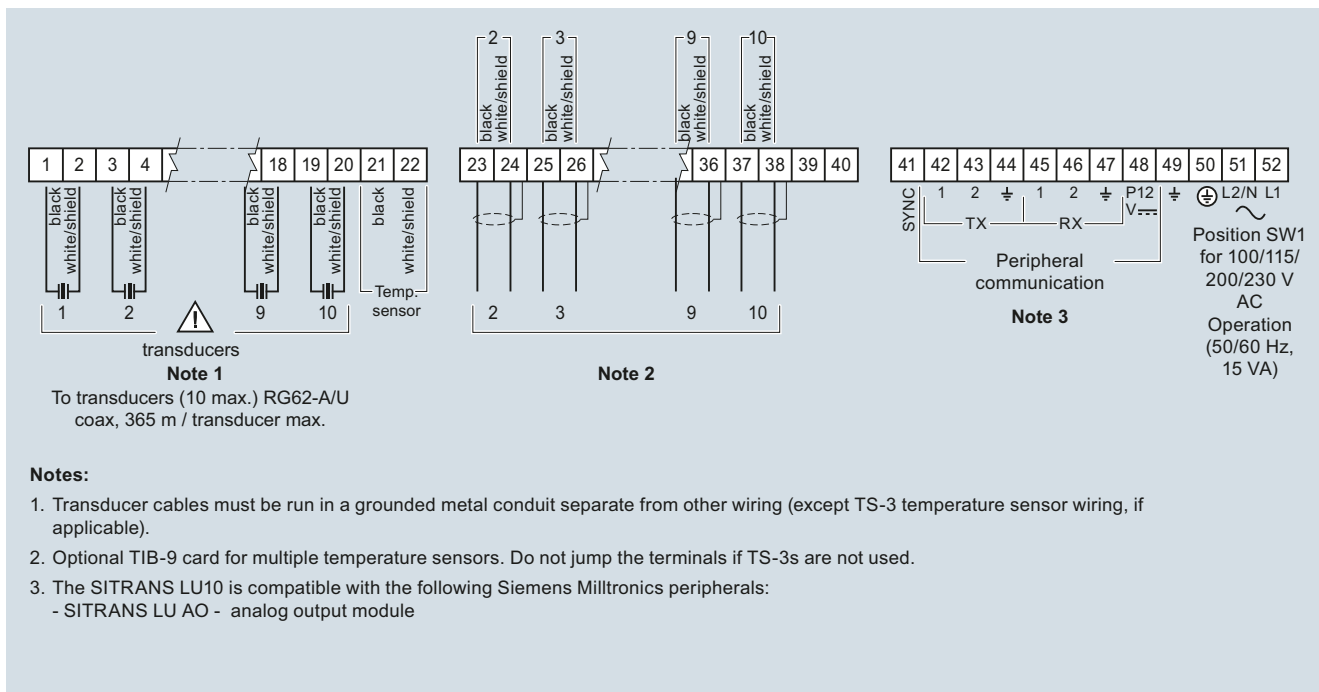 2 3 9 10
black white/shield black white/shield black white/shield black white/shield
1 2 3 4 18 19 20 21 22
23 24 25 26 36 37 38 39 40
41 42 43 44 45 46 47 48 49 50 51 52
black white/shield black white/shield black white/shield black white/shield black white/shield
SYNC 1 2 1 2 P12 L2/N L1
V
TX RX
1 2 9 10
Temp.
sensor
transducers
Note 1
To transducers (10 max.) RG62-A/U
coax, 365 m / transducer max.
2 3 9 10
Note 2
Peripheral
communication
Note 3
Position SW1
for 100/115/
200/230 V
AC
Operation
(50/60 Hz,
15 VA)
Notes:
1. Transducer cables must be run in a grounded metal conduit separate from other wiring (except TS-3 temperature sensor wiring, if
applicable).
2. Optional TIB-9 card for multiple temperature sensors. Do not jump the terminals if TS-3s are not used.
3. The SITRANS LU10 is compatible with the following Siemens Milltronics peripherals:
- SITRANS LU AO - analog output module